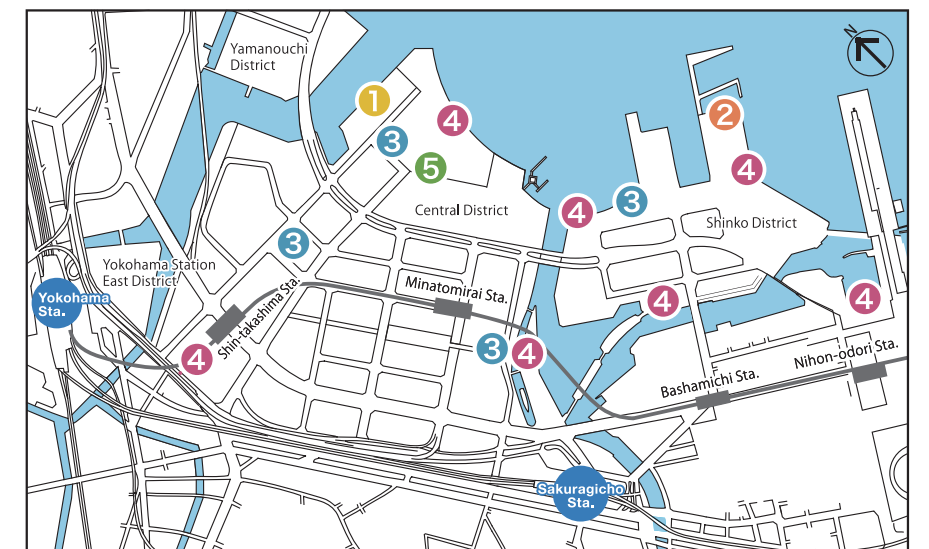 N
Yamanouchi
District
1
4
2
3
5
4
3
4
Central District
Shinko District
3
Yokohama Station
East District
Yokohama
Sta.
Shin-takashima Sta.
Minatomirai Sta.
4
4
4
3
4
Nihon-odori Sta.
Bashamichi Sta.
Sakuragicho
Sta.